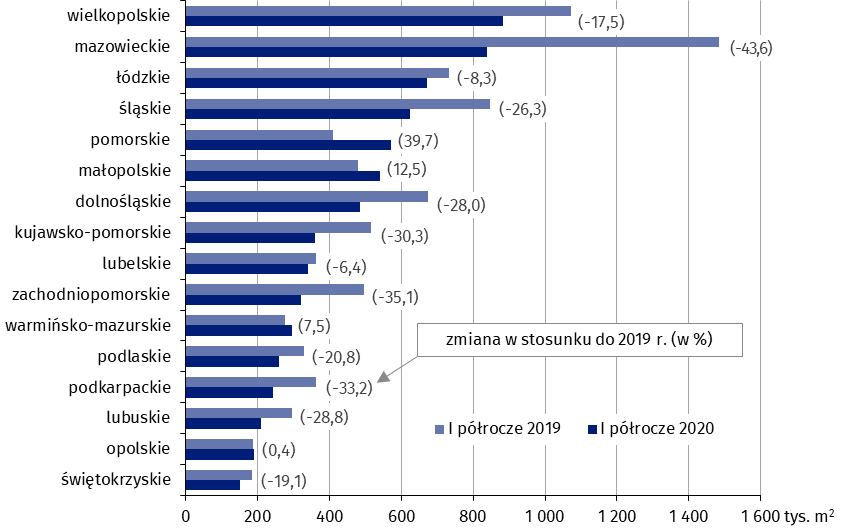 wielkopolskie (-17,5)
mazowieckie (-43,6)
łódzkie (-8,3)
śląskie (-26,3)
pomorskie (39,7)
małopolskie (12,5)
dolnośląskie (-28,0)
kujawsko-pomorskie (-30,3)
lubelskie (-6,4)
zachodniopomorskie (-35,1)
warmińsko-mazurskie (7,5)
zmiana w stosunku do 2019 r. (w %)
podlaskie (-20,8)
podkarpackie (-33,2)
lubuskie (-28,8)
I półrocze 2019 I półrocze 2020
opolskie (0,4)
świętokrzyskie (-19,1)
0 200 400 600 800 1 000 1 200 1 400 1 600 tys. m²